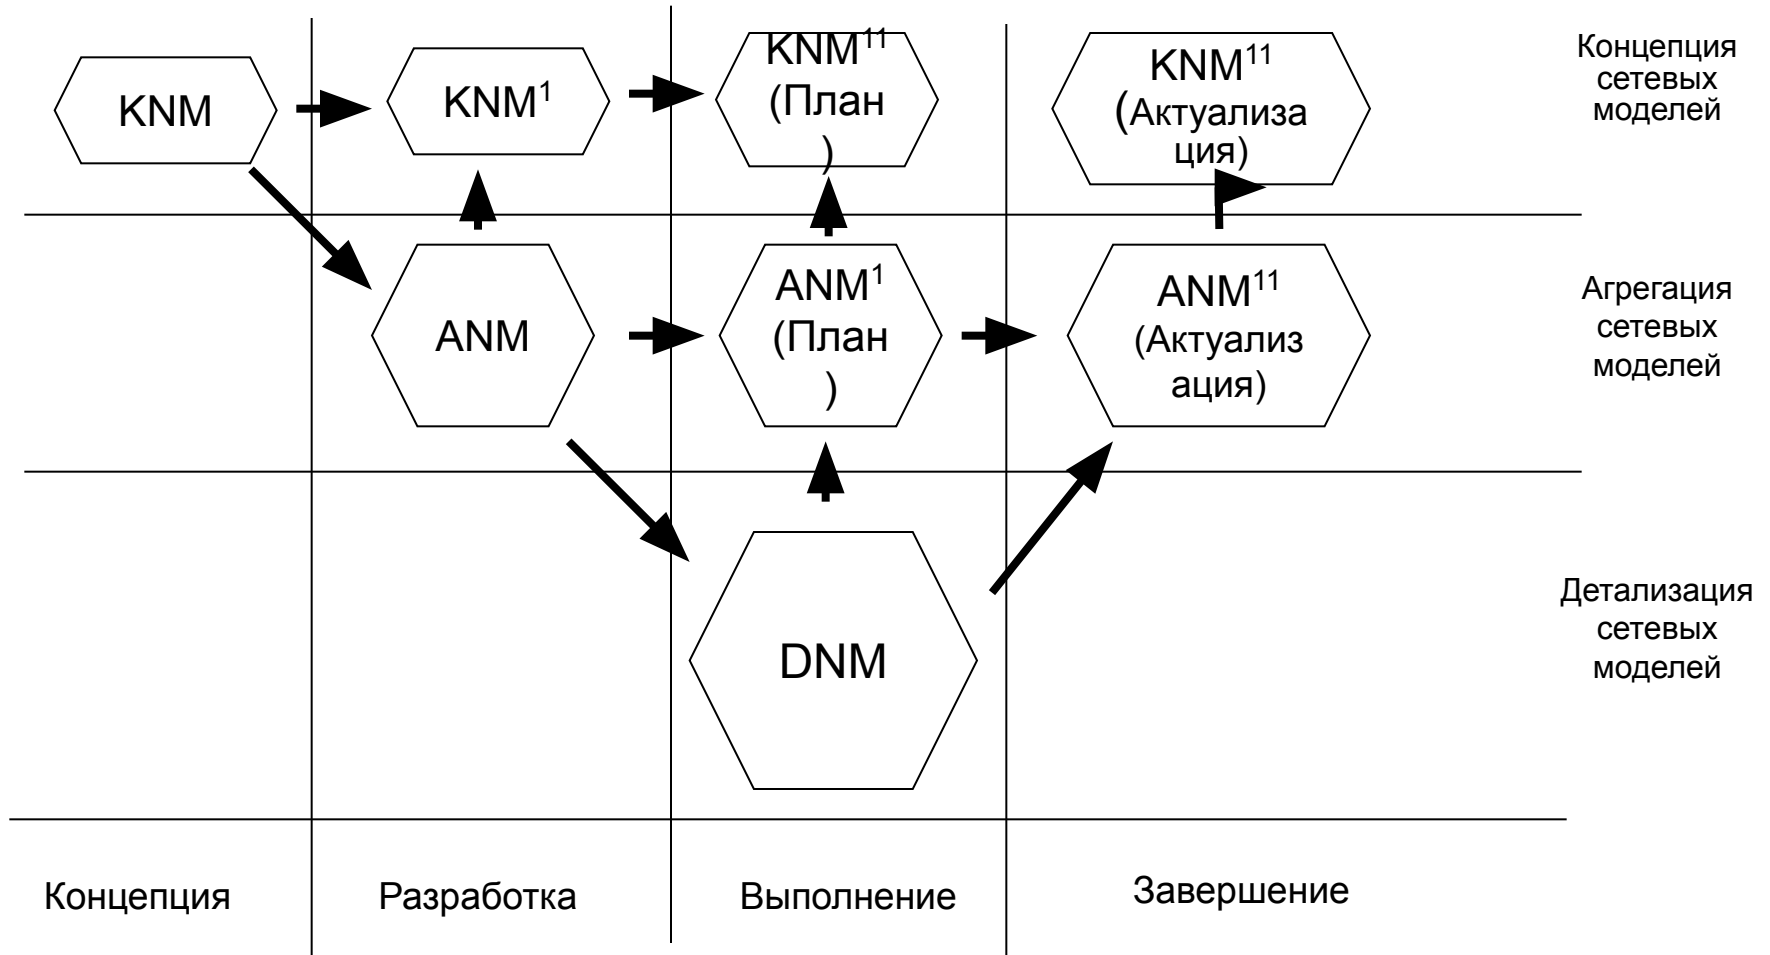 KNM
KNM¹
KNM¹¹
(План
)
KNM¹¹
(Актуализа
ция)
Концепция
сетевых
моделей
ANM
ANM¹
(План
)
ANM¹¹
(Актуализ
ация)
Агрегация
сетевых
моделей
DNM
Детализация
сетевых
моделей
Концепция
Разработка
Выполнение
Завершение